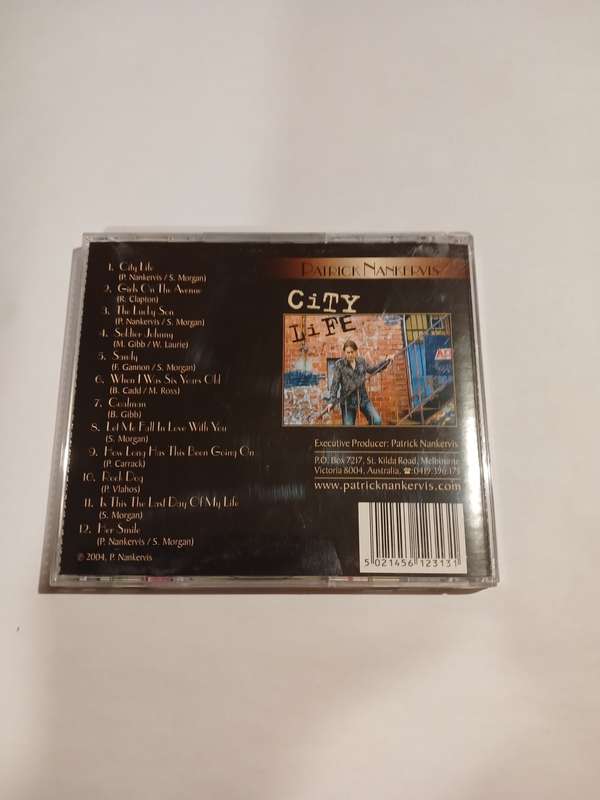 1. City Life
(P. Nankervis / S. Morgan)
2. Girls On The Avenue
(R. Clapton)
3. The Lucky Son
(P. Nankervis / S. Morgan)
4. Soldier Johnny
(M. Gibb / W. Laurie)
5. Sandy
(F. Gannon / S. Morgan)
6. When I Was Six Years Old
(B. Cadd / M. Ross)
7. Coalman
(B. Gibb)
8. Let Me Fall In Love With You
(S. Morgan)
9. How Long Has This Been Going On
(P. Carrack)
10. Rock Dog
(P. Vlahos)
11. Is This The Last Day Of My Life
(S. Morgan)
12. Her Smile
(P. Nankervis / S. Morgan)
℗ 2004, P. Nankervis
PATRICK NANKERVIS
CiTY
LiFE
Executive Producer: Patrick Nankervis
P.O. Box 7217, St. Kilda Road, Melbourne
Victoria 8004, Australia, ☎:0419 396 175
www.patricknankervis.com
5 021456 123131